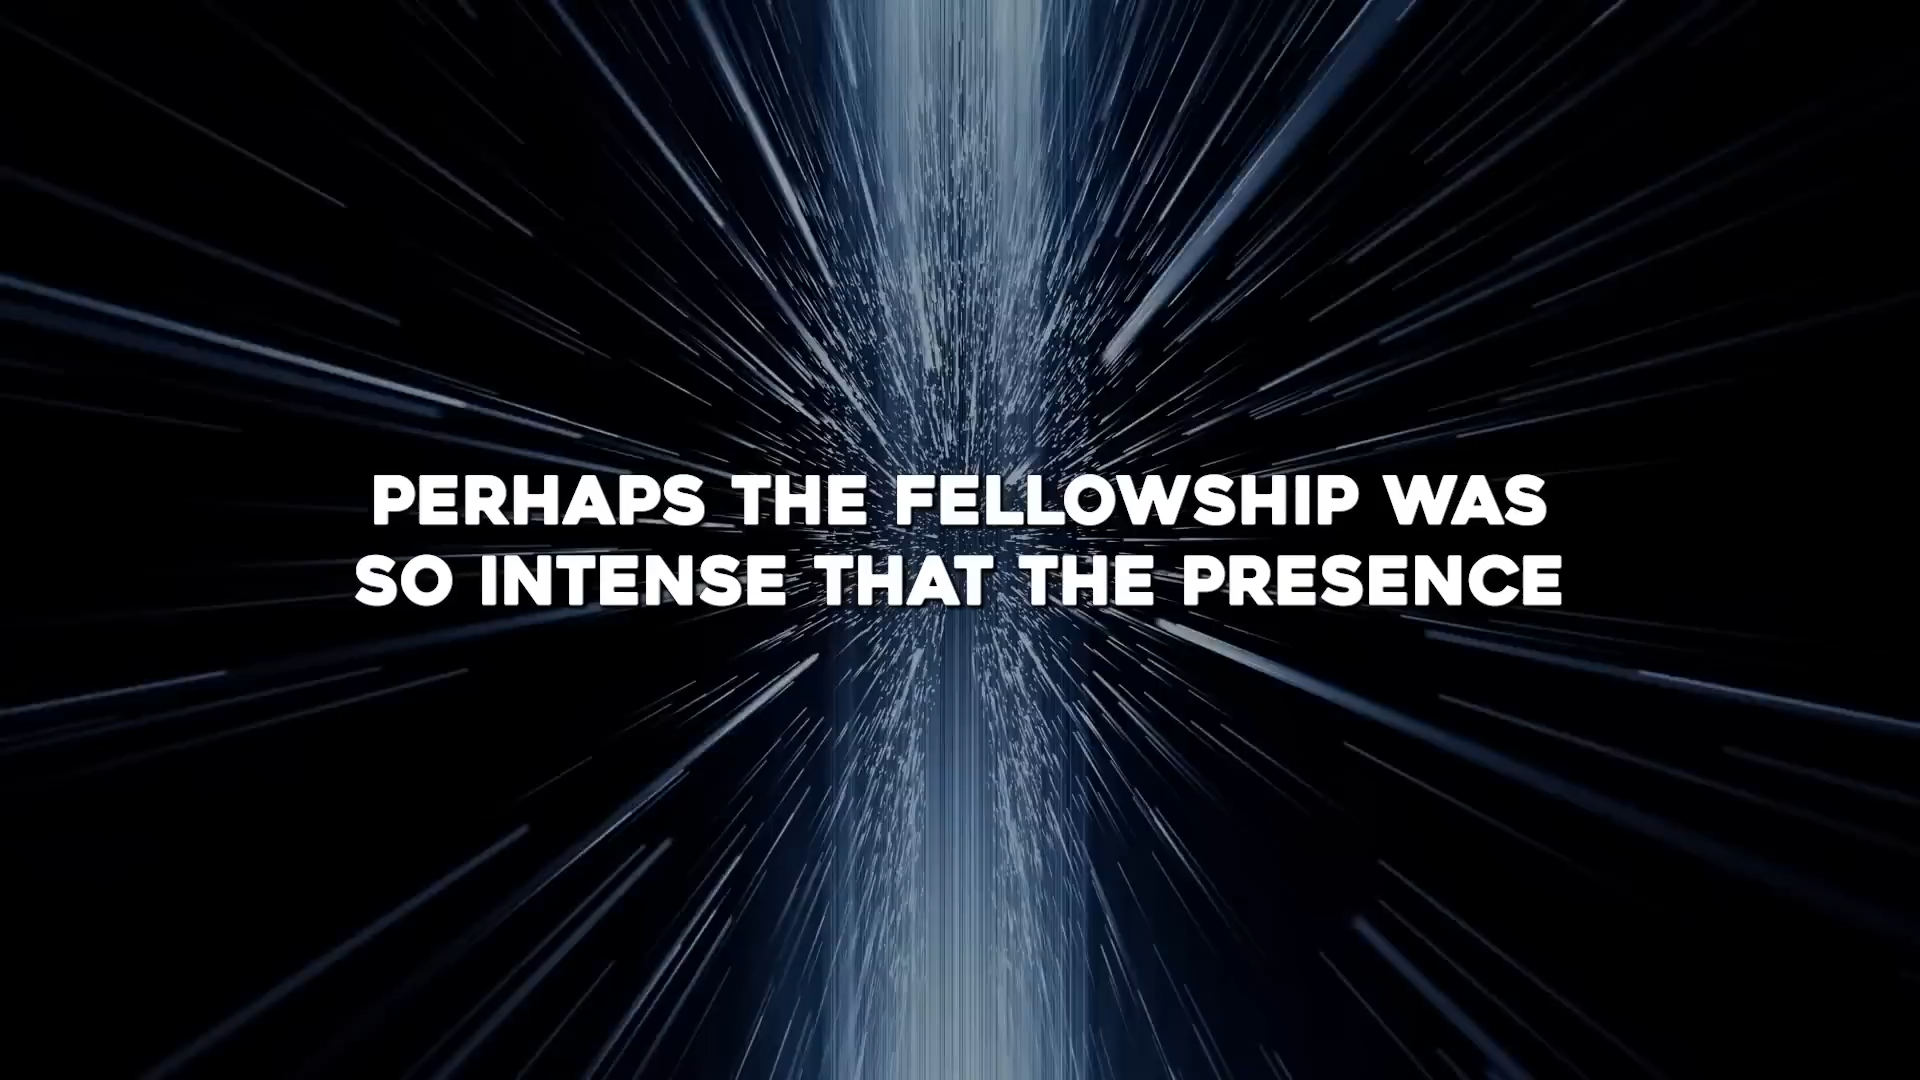 PERHAPS THE FELLOWSHIP WAS
SO INTENSE THAT THE PRESENCE